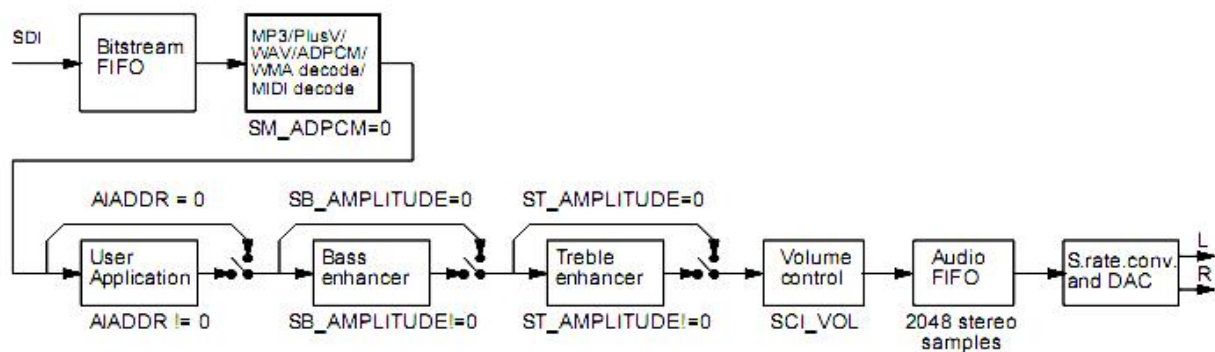 SDI
Bitstream
FIFO
MP3/PlusV/
WAV/ADPCM/
WMA decode/
MIDI decode
SM_ADPCM=0
AIADDR = 0
SB_AMPLITUDE=0
ST_AMPLITUDE=0
User
Application
Bass
enhancer
Treble
enhancer
Volume
control
Audio
FIFO
S.rate.conv.
and DAC
L
R
AIADDR != 0
SB_AMPLITUDE!=0
ST_AMPLITUDE!=0
SCI_VOL
2048 stereo
samples